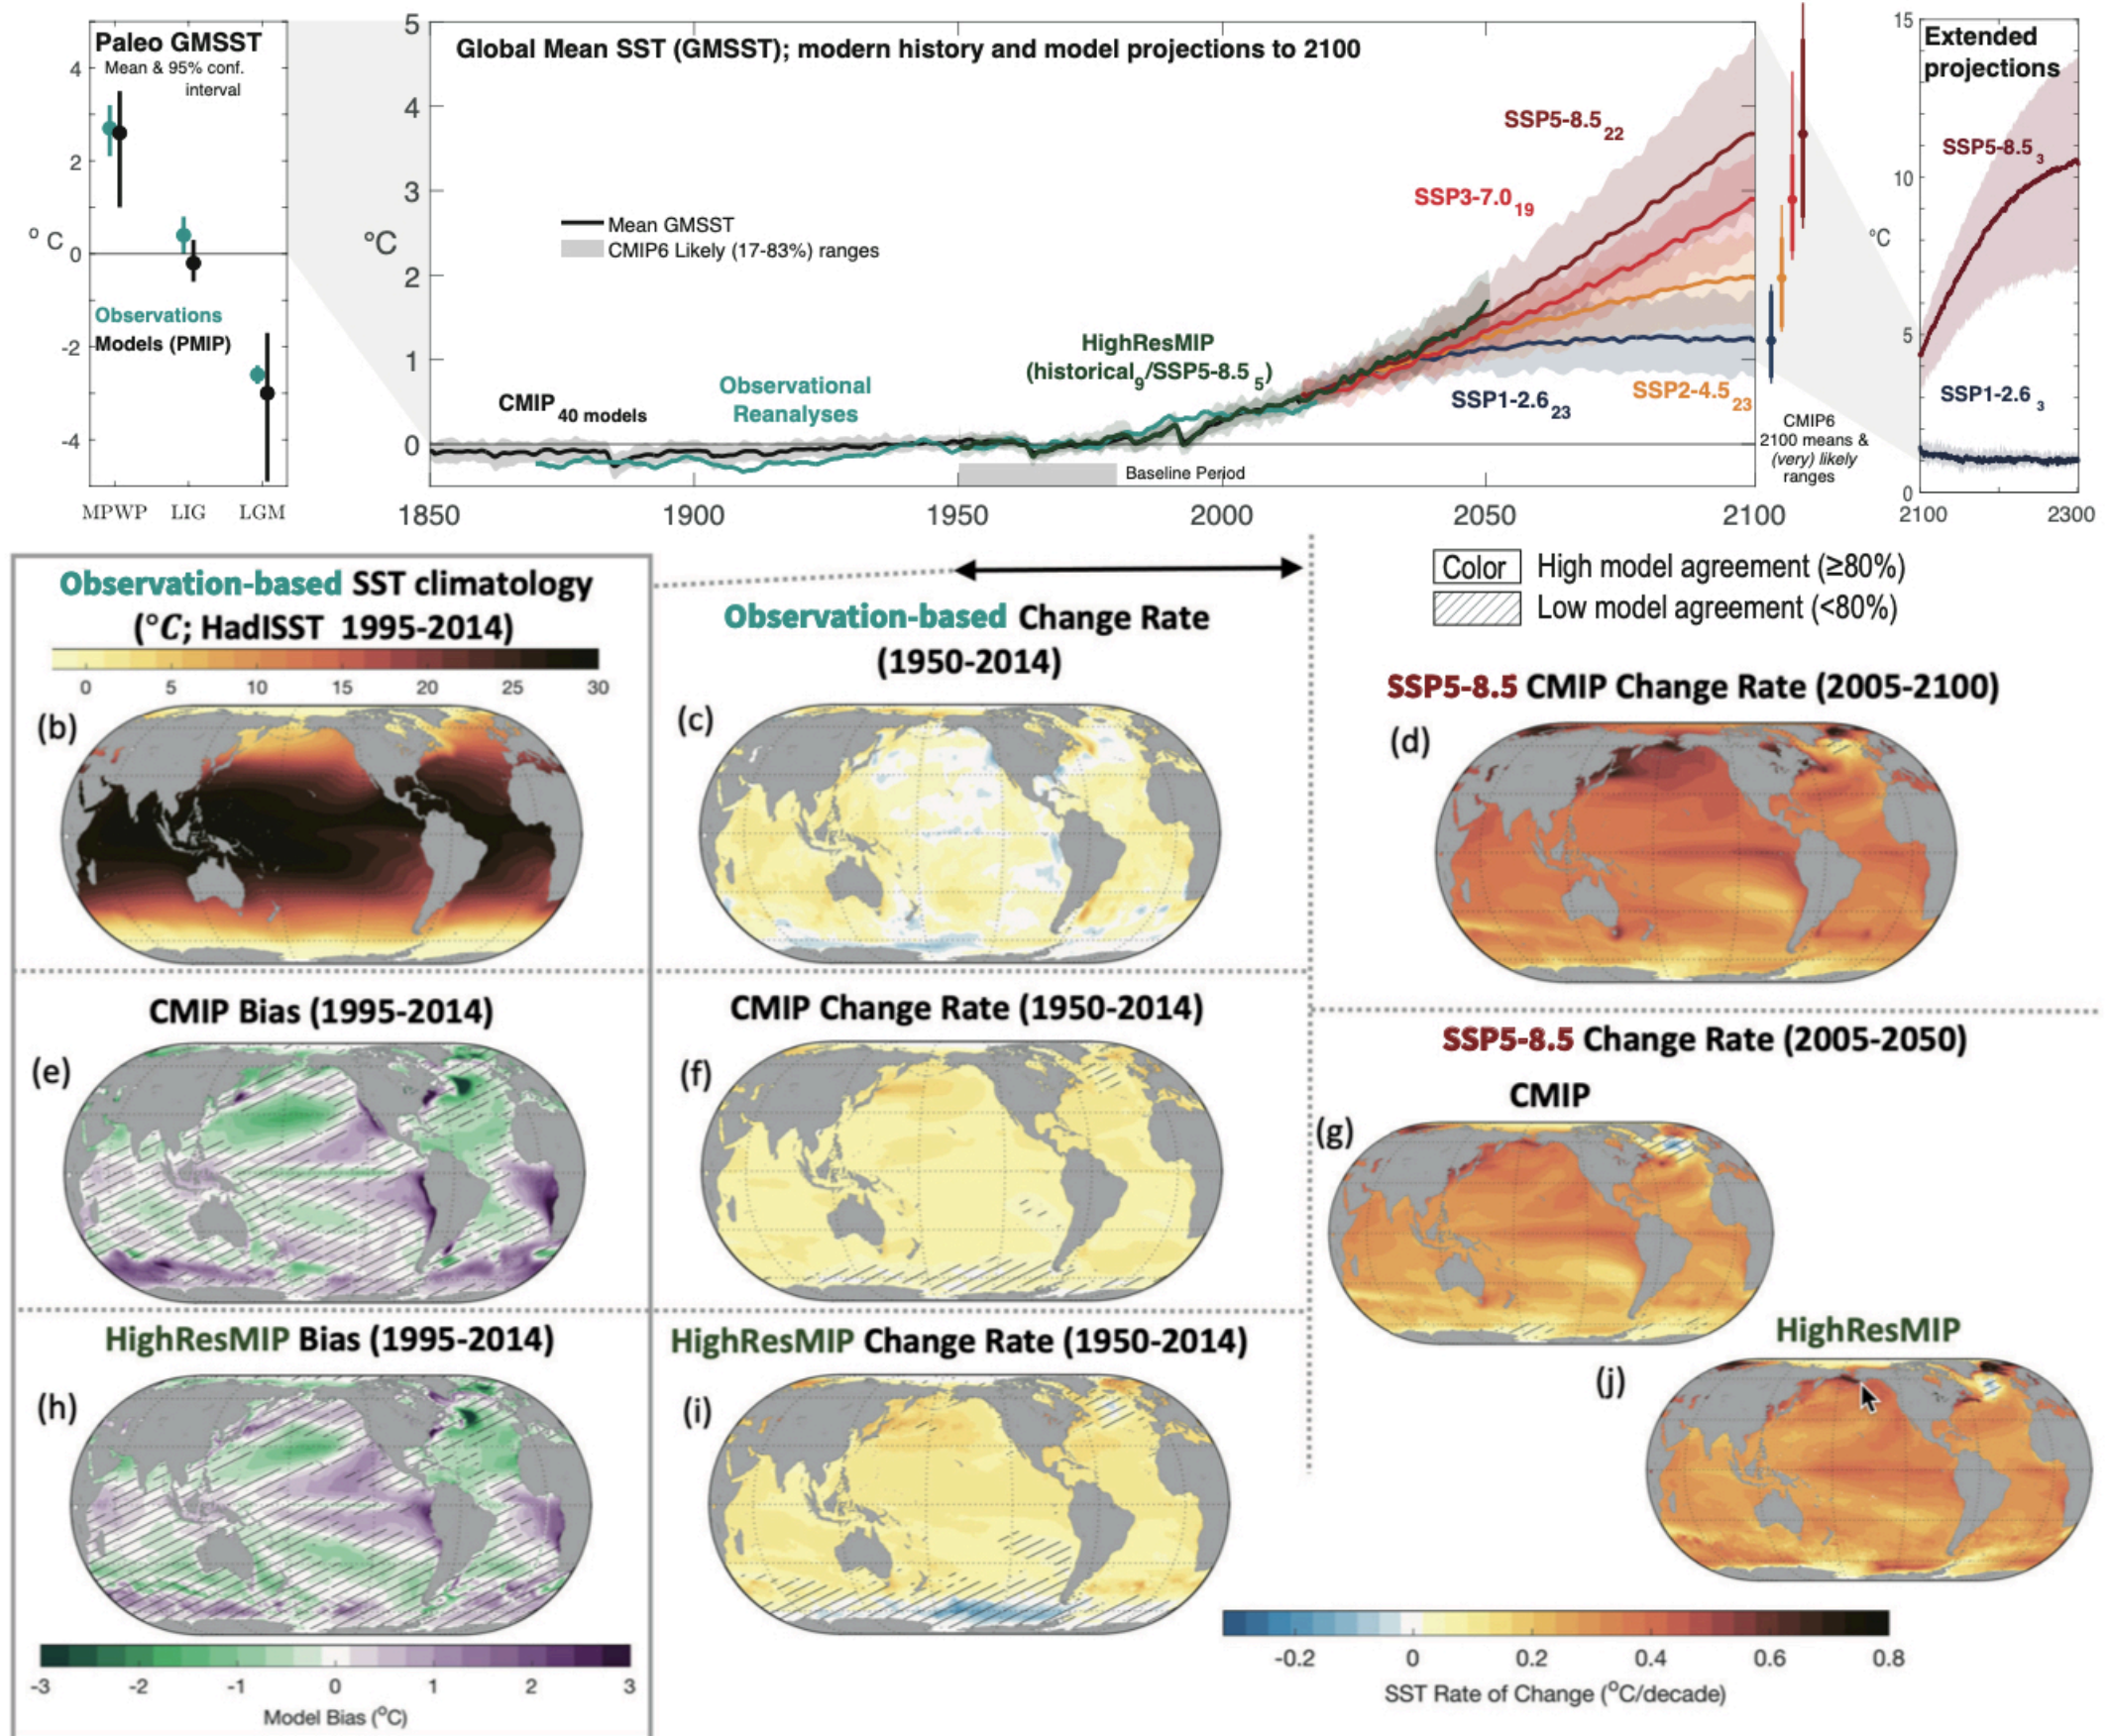 Paleo GMSST
Mean & 95% conf.
interval
4
2
0
-2
-4
° C
Observations
Models (PMIP)
MPWP LIG LGM
Global Mean SST (GMSST); modern history and model projections to 2100
5
4
3
2
1
0
°C
Mean GMSST
CMIP6 Likely (17-83%) ranges
SSP5-8.5 22
SSP3-7.0 19
HighResMIP
(historical9/SSP5-8.5 5)
Observational
Reanalyses
CMIP 40 models
SSP1-2.6 23
SSP2-4.5 23
Baseline Period
1850 1900 1950 2000 2050 2100
CMIP6
2100 means &
(very) likely
ranges
Extended
projections
15
10
5
0
°C
SSP5-8.5 3
SSP1-2.6 3
2100 2300
Observation-based SST climatology
(°C; HadISST 1995-2014)
0 5 10 15 20 25 30
(b)
Observation-based Change Rate
(1950-2014)
(c)
Color High model agreement (≥80%)
Low model agreement (<80%)
SSP5-8.5 CMIP Change Rate (2005-2100)
(d)
CMIP Bias (1995-2014)
(e)
CMIP Change Rate (1950-2014)
(f)
SSP5-8.5 Change Rate (2005-2050)
CMIP
(g)
HighResMIP Bias (1995-2014)
(h)
HighResMIP Change Rate (1950-2014)
(i)
HighResMIP
(j)
-3 -2 -1 0 1 2 3
Model Bias (°C)
-0.2 0 0.2 0.4 0.6 0.8
SST Rate of Change (°C/decade)